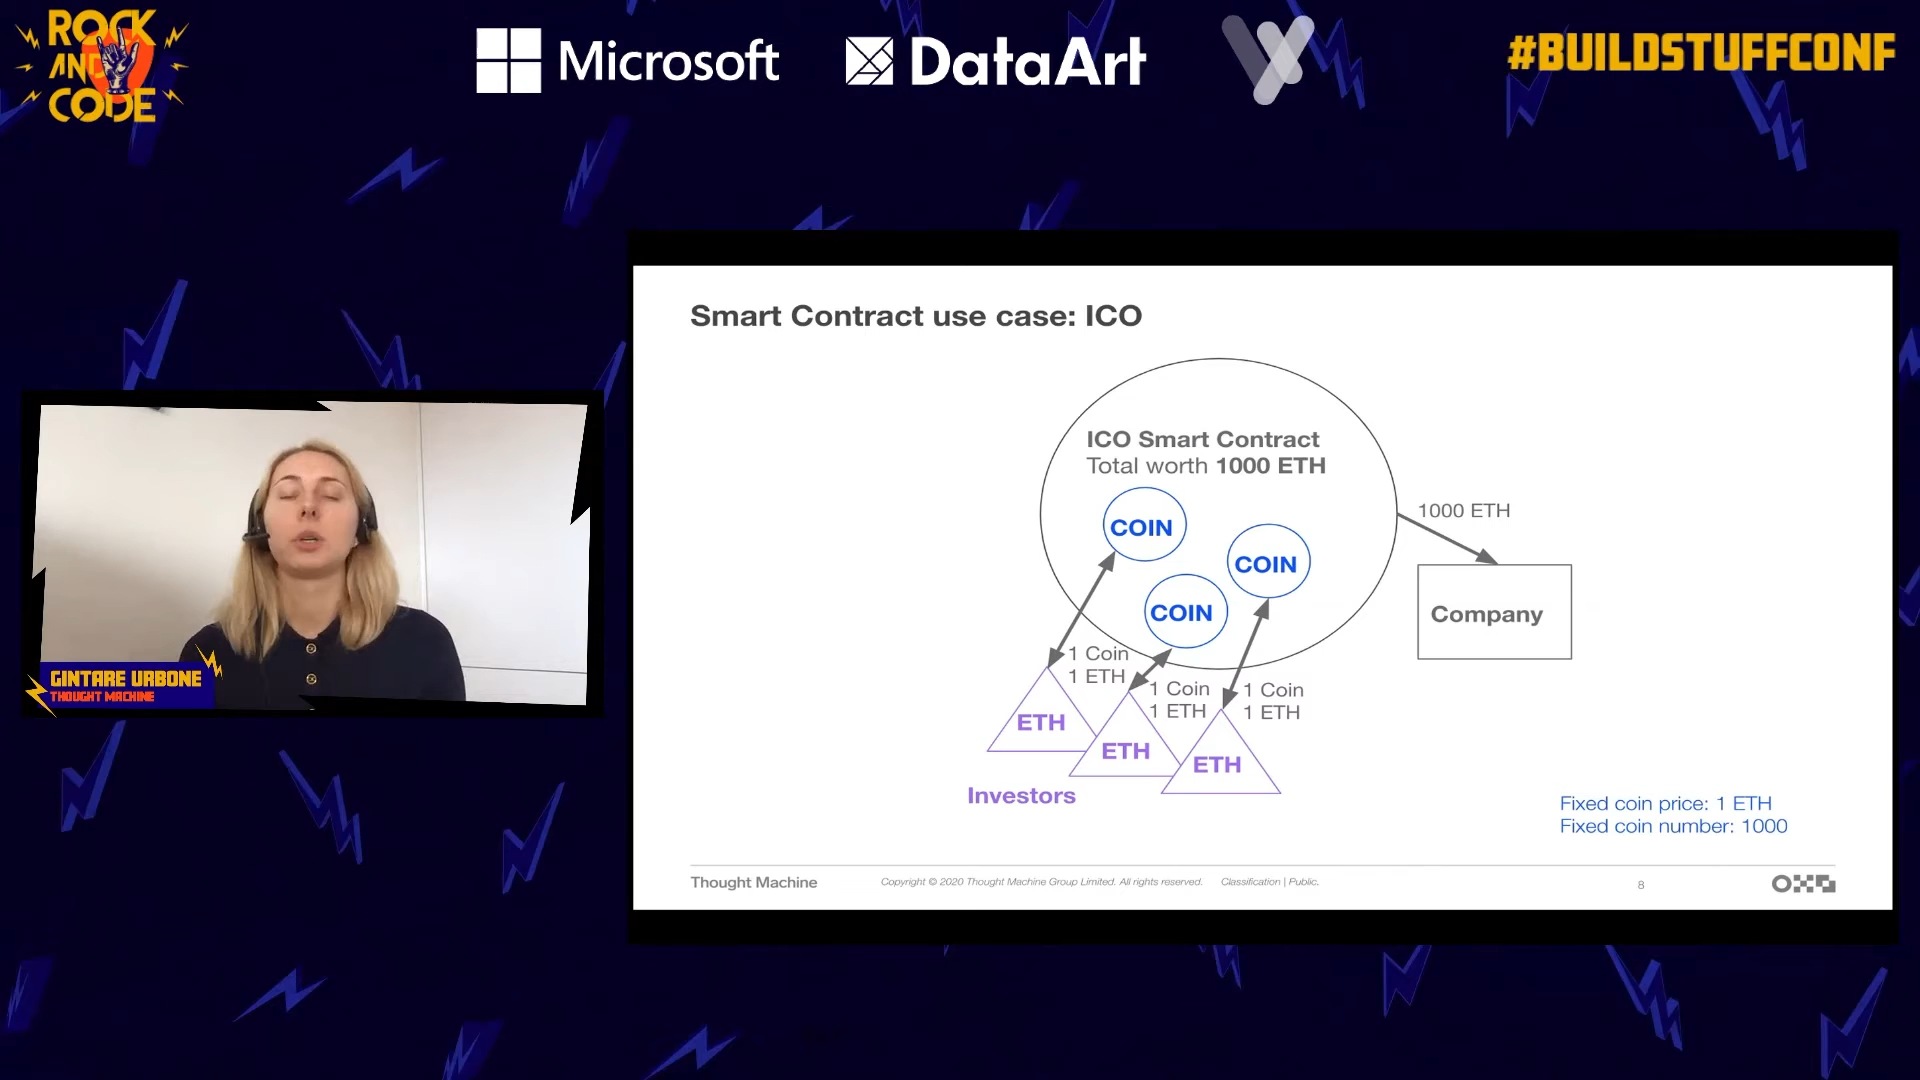 ROCK
AND
CODE
Microsoft
DataArt
#BUILDSTUFFCONF
Smart Contract use case: ICO
ICO Smart Contract
Total worth 1000 ETH
COIN
COIN
COIN
1000 ETH
Company
1 Coin
1 ETH
1 Coin
1 ETH
1 Coin
1 ETH
ETH
ETH
ETH
Investors
Fixed coin price: 1 ETH
Fixed coin number: 1000
Thought Machine
Copyright © 2020 Thought Machine Group Limited. All rights reserved. Classification | Public.
8
GINTARE URBONE
THOUGHT MACHINE